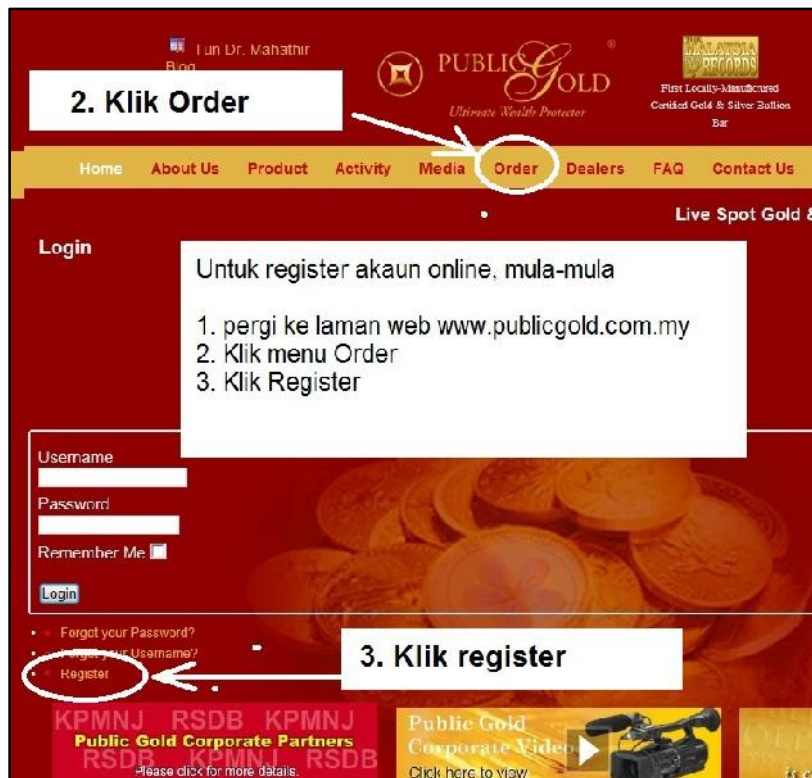 Tun Dr. Mahathir
Blog
PUBLIC GOLD ®
Ultimate Wealth Protector
THE MALAYSIA
RECORDS
First Locally-Manufactured
Certified Gold & Silver Bullion
Bar
2. Klik Order
Home About Us Product Activity Media Order Dealers FAQ Contact Us
Live Spot Gold &
Login
Untuk register akaun online, mula-mula
1. pergi ke laman web www.publicgold.com.my
2. Klik menu Order
3. Klik Register
Username
Password
Remember Me
Login
Forgot your Password?
Forgot your Username?
Register
3. Klik register
KPMNJ RSDB KPMNJ
Public Gold Corporate Partners
RSDB KPMNJ RSDB
Please click for more details.
Public Gold
Corporate Video
Click here to view